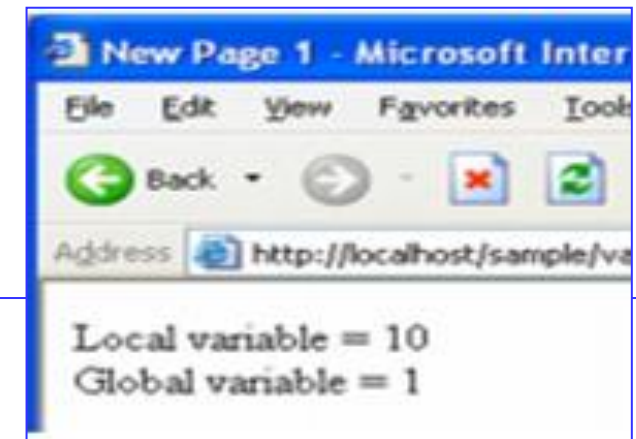 New Page 1 - Microsoft Inter
File Edit View Favorites Tools
Back
Address http://localhost/sample/va
Local variable = 10
Global variable = 1